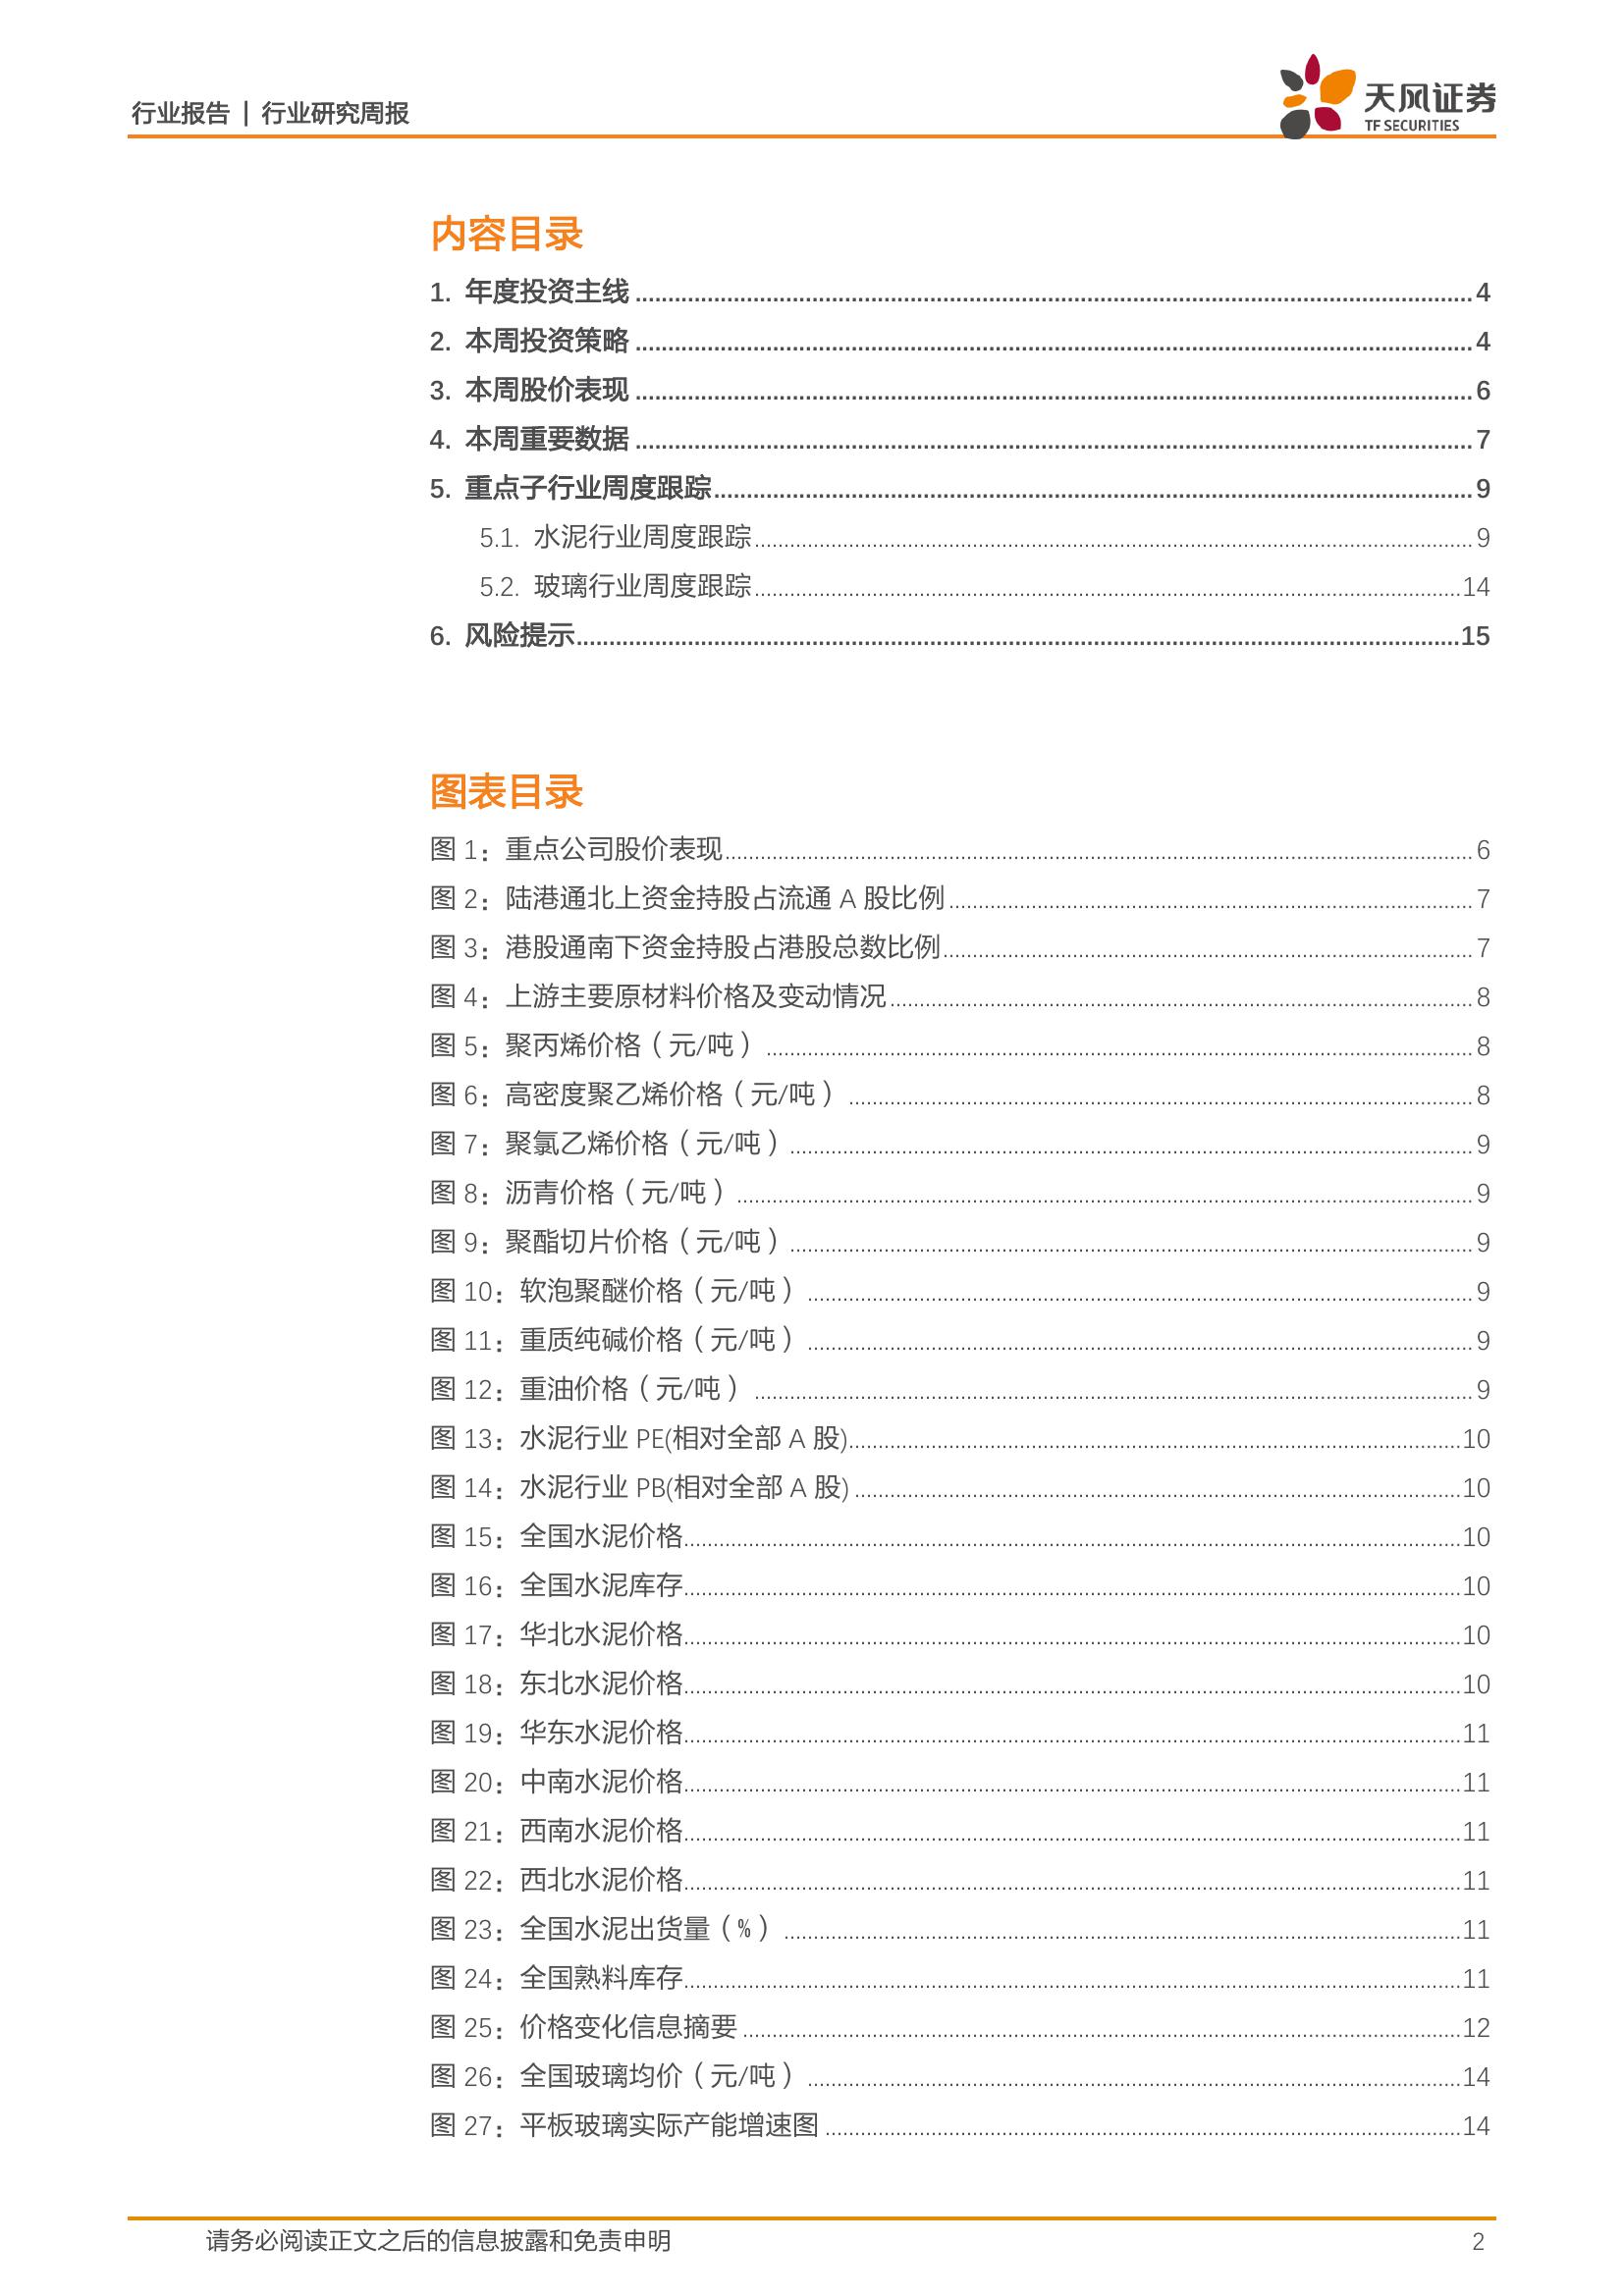 行业报告 | 行业研究周报
天风证券
TF SECURITIES
内容目录
1. 年度投资主线 4
2. 本周投资策略 4
3. 本周股价表现 6
4. 本周重要数据 7
5. 重点子行业周度跟踪 9
5.1. 水泥行业周度跟踪 9
5.2. 玻璃行业周度跟踪 14
6. 风险提示 15
图表目录
图 1：重点公司股价表现 6
图 2：陆港通北上资金持股占流通 A 股比例 7
图 3：港股通南下资金持股占港股总数比例 7
图 4：上游主要原材料价格及变动情况 8
图 5：聚丙烯价格（元/吨） 8
图 6：高密度聚乙烯价格（元/吨） 8
图 7：聚氯乙烯价格（元/吨） 9
图 8：沥青价格（元/吨） 9
图 9：聚酯切片价格（元/吨） 9
图 10：软泡聚醚价格（元/吨） 9
图 11：重质纯碱价格（元/吨） 9
图 12：重油价格（元/吨） 9
图 13：水泥行业 PE(相对全部 A 股) 10
图 14：水泥行业 PB(相对全部 A 股) 10
图 15：全国水泥价格 10
图 16：全国水泥库存 10
图 17：华北水泥价格 10
图 18：东北水泥价格 10
图 19：华东水泥价格 11
图 20：中南水泥价格 11
图 21：西南水泥价格 11
图 22：西北水泥价格 11
图 23：全国水泥出货量（%） 11
图 24：全国熟料库存 11
图 25：价格变化信息摘要 12
图 26：全国玻璃均价（元/吨） 14
图 27：平板玻璃实际产能增速图 14
请务必阅读正文之后的信息披露和免责申明 2